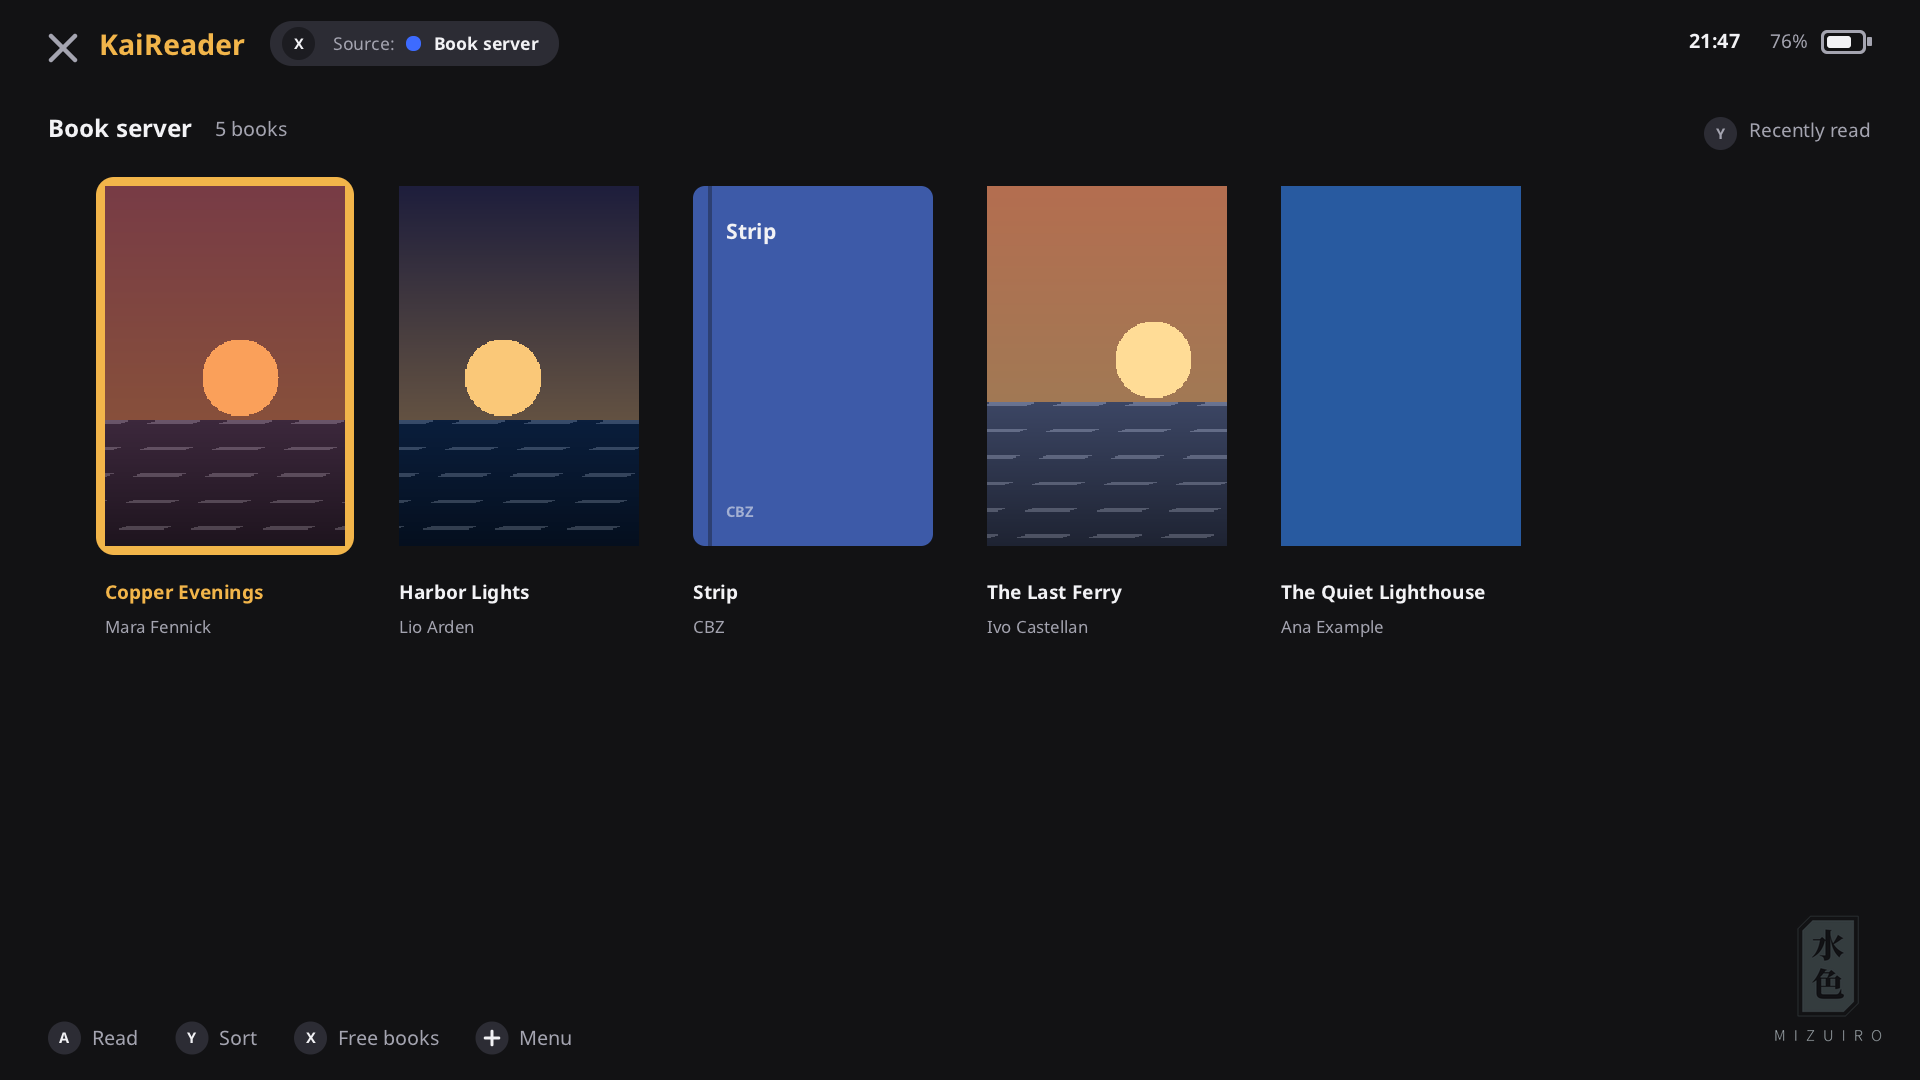 KaiReader
X Source: Book server
21:47 76%
Book server 5 books
Y Recently read
Strip
CBZ
Copper Evenings
Mara Fennick
Harbor Lights
Lio Arden
Strip
CBZ
The Last Ferry
Ivo Castellan
The Quiet Lighthouse
Ana Example
水色
MIZUIRO
A Read Y Sort X Free books + Menu